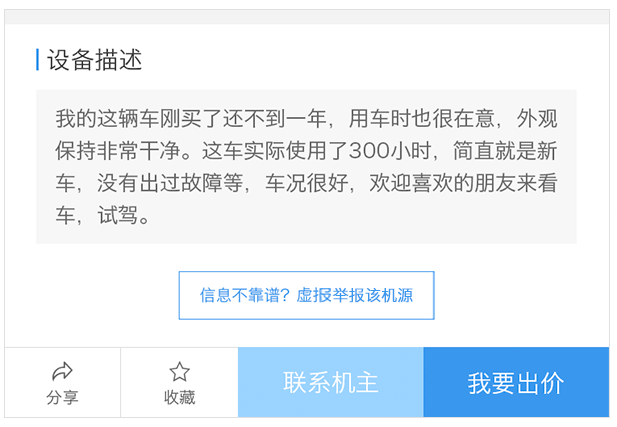 设备描述
我的这辆车刚买了还不到一年，用车时也很在意，外观
保持非常干净。这车实际使用了300小时，简直就是新
车，没有出过故障等，车况很好，欢迎喜欢的朋友来看
车，试驾。
信息不靠谱？虚报举报该机源
分享
收藏
联系机主
我要出价